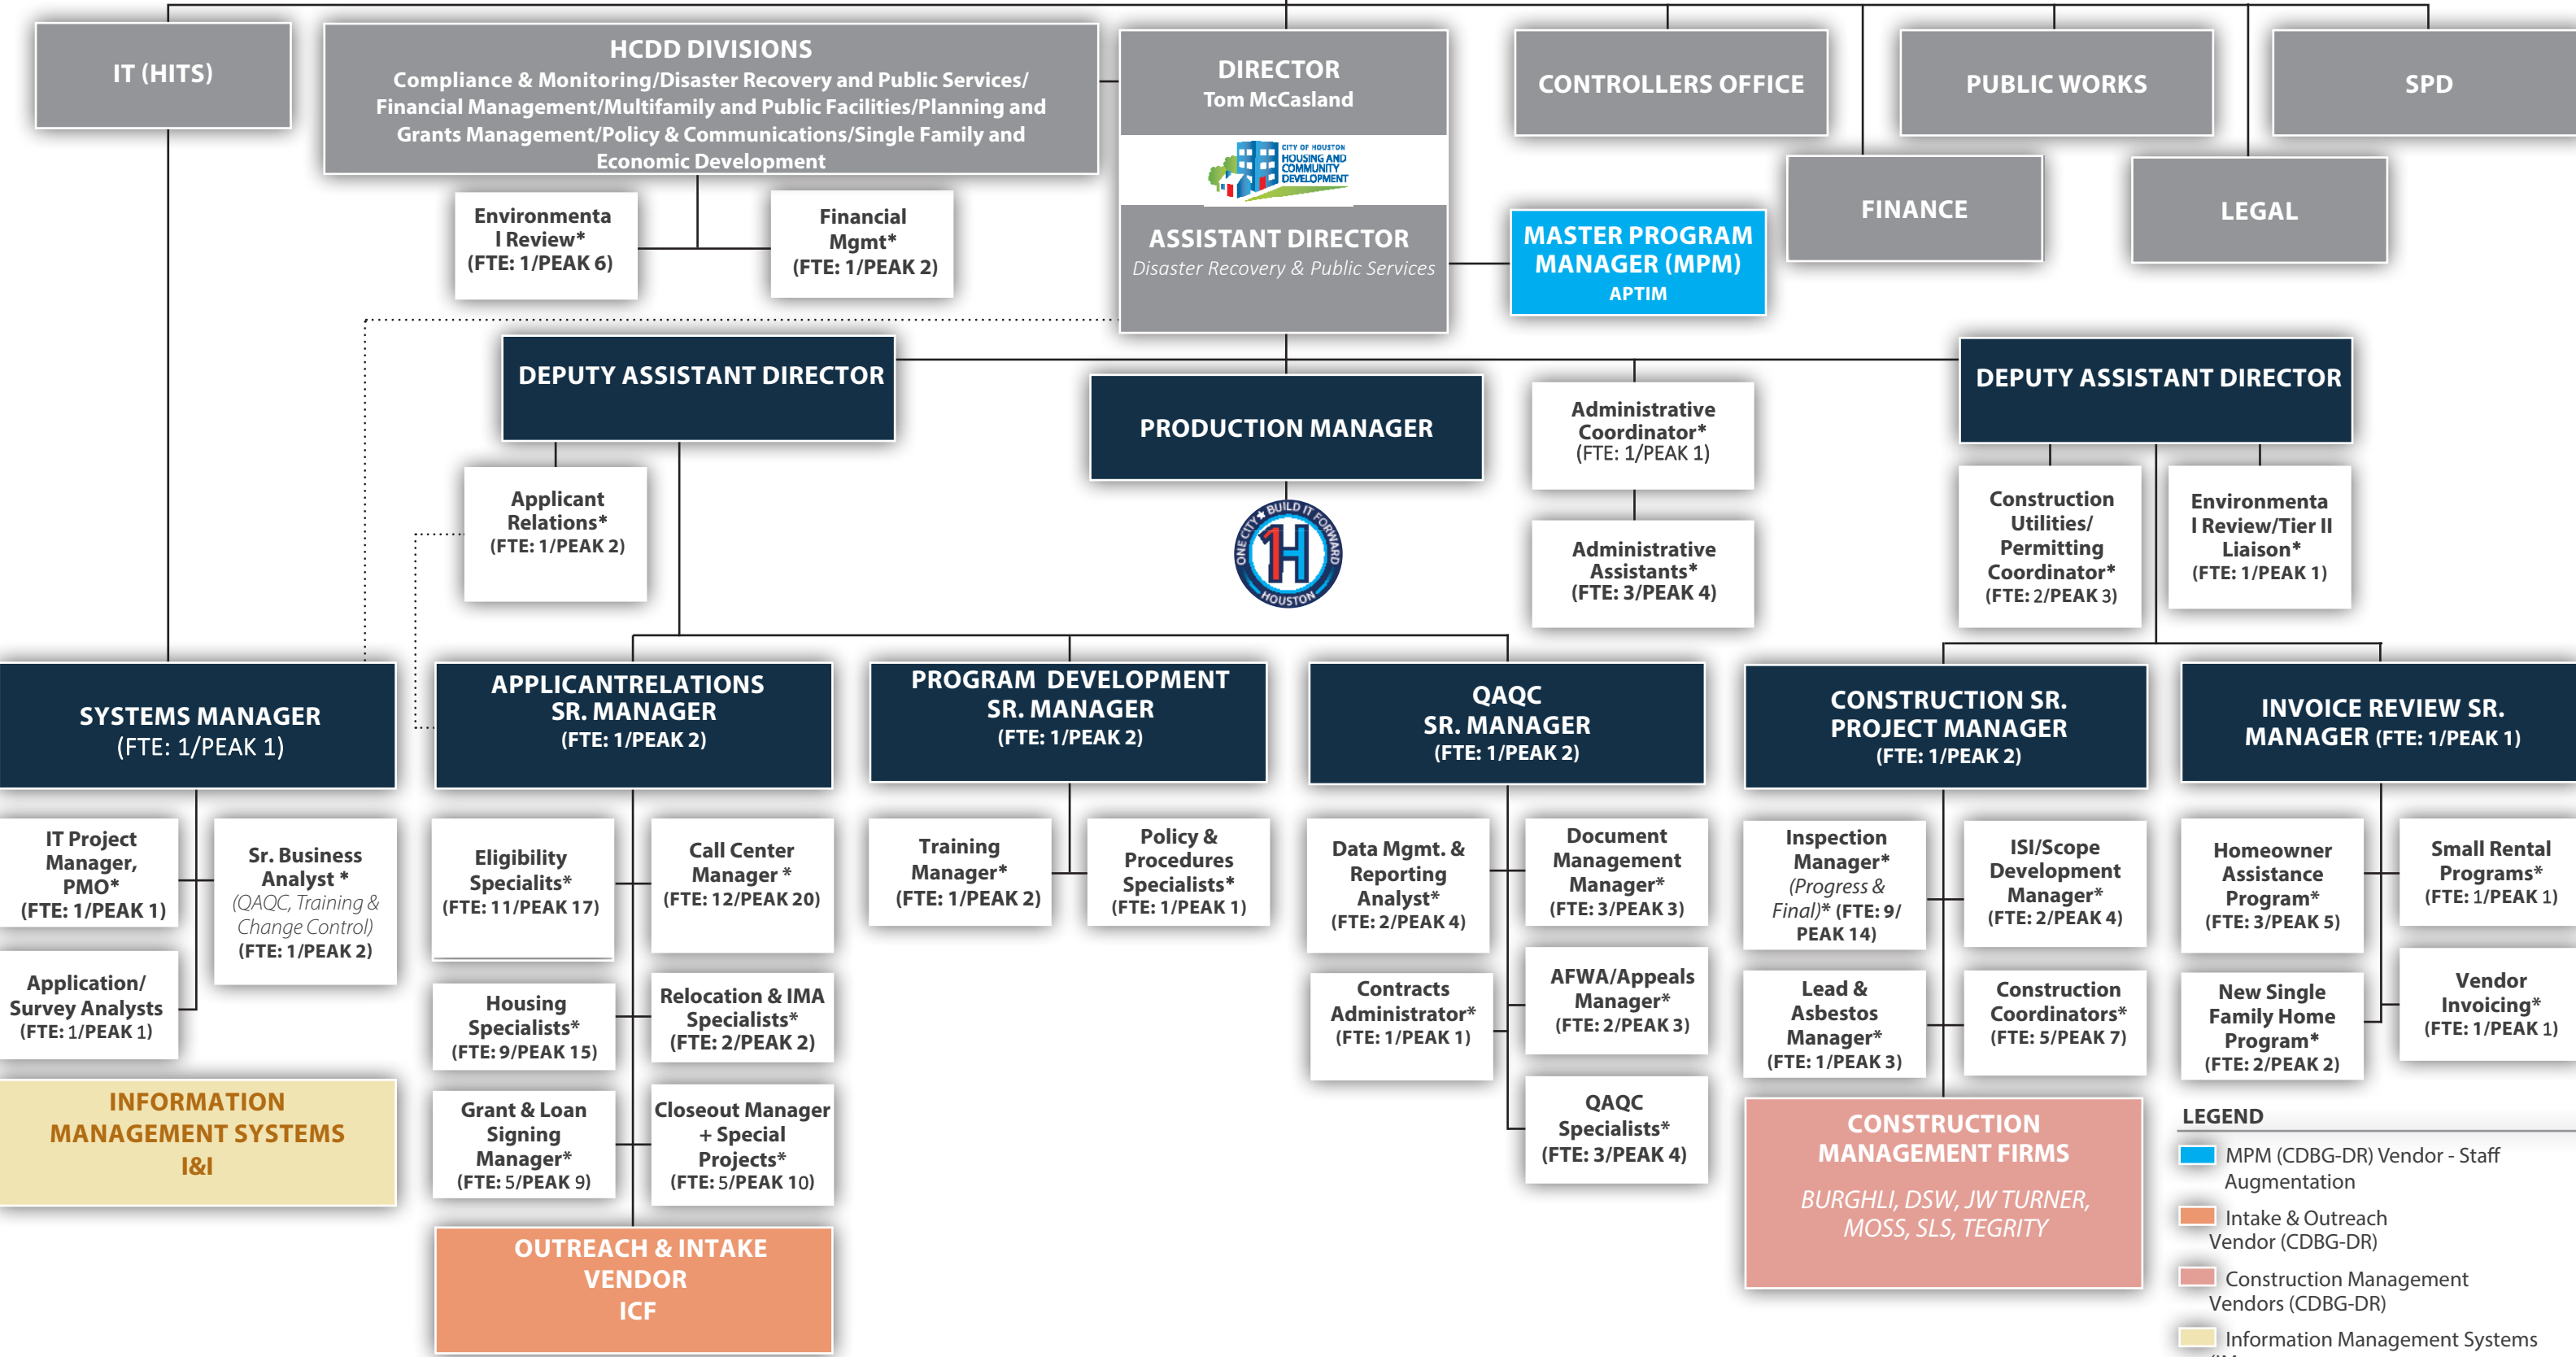 IT (HITS)
HCDD DIVISIONS
Compliance & Monitoring/Disaster Recovery and Public Services/
Financial Management/Multifamily and Public Facilities/Planning and
Grants Management/Policy & Communications/Single Family and
Economic Development
DIRECTOR
Tom McCasland
CITY OF HOUSTON
HOUSING AND
COMMUNITY
DEVELOPMENT
ASSISTANT DIRECTOR
Disaster Recovery & Public Services
CONTROLLERS OFFICE
PUBLIC WORKS
SPD
FINANCE
LEGAL
Environmenta
l Review*
(FTE: 1/PEAK 6)
Financial
Mgmt*
(FTE: 1/PEAK 2)
MASTER PROGRAM
MANAGER (MPM)
APTIM
DEPUTY ASSISTANT DIRECTOR
PRODUCTION MANAGER
Administrative
Coordinator*
(FTE: 1/PEAK 1)
Administrative
Assistants*
(FTE: 3/PEAK 4)
DEPUTY ASSISTANT DIRECTOR
Applicant
Relations*
(FTE: 1/PEAK 2)
ONE CITY BUILD IT FORWARD
1H
HOUSTON
Construction
Utilities/
Permitting
Coordinator*
(FTE: 2/PEAK 3)
Environmenta
l Review/Tier II
Liaison*
(FTE: 1/PEAK 1)
SYSTEMS MANAGER
(FTE: 1/PEAK 1)
APPLICANTRELATIONS
SR. MANAGER
(FTE: 1/PEAK 2)
PROGRAM DEVELOPMENT
SR. MANAGER
(FTE: 1/PEAK 2)
QAQC
SR. MANAGER
(FTE: 1/PEAK 2)
CONSTRUCTION SR.
PROJECT MANAGER
(FTE: 1/PEAK 2)
INVOICE REVIEW SR.
MANAGER (FTE: 1/PEAK 1)
IT Project
Manager,
PMO*
(FTE: 1/PEAK 1)
Sr. Business
Analyst *
(QAQC, Training &
Change Control)
(FTE: 1/PEAK 2)
Application/
Survey Analysts
(FTE: 1/PEAK 1)
INFORMATION
MANAGEMENT SYSTEMS
I&I
Eligibility
Specialits*
(FTE: 11/PEAK 17)
Call Center
Manager *
(FTE: 12/PEAK 20)
Housing
Specialists*
(FTE: 9/PEAK 15)
Relocation & IMA
Specialists*
(FTE: 2/PEAK 2)
Grant & Loan
Signing
Manager*
(FTE: 5/PEAK 9)
Closeout Manager
+ Special
Projects*
(FTE: 5/PEAK 10)
OUTREACH & INTAKE
VENDOR
ICF
Training
Manager*
(FTE: 1/PEAK 2)
Policy &
Procedures
Specialists*
(FTE: 1/PEAK 1)
Data Mgmt. &
Reporting
Analyst*
(FTE: 2/PEAK 4)
Document
Management
Manager*
(FTE: 3/PEAK 3)
Contracts
Administrator*
(FTE: 1/PEAK 1)
AFWA/Appeals
Manager*
(FTE: 2/PEAK 3)
QAQC
Specialists*
(FTE: 3/PEAK 4)
Inspection
Manager*
(Progress &
Final)* (FTE: 9/
PEAK 14)
ISI/Scope
Development
Manager*
(FTE: 2/PEAK 4)
Lead &
Asbestos
Manager*
(FTE: 1/PEAK 3)
Construction
Coordinators*
(FTE: 5/PEAK 7)
CONSTRUCTION
MANAGEMENT FIRMS
BURGHLI, DSW, JW TURNER,
MOSS, SLS, TEGRITY
Homeowner
Assistance
Program*
(FTE: 3/PEAK 5)
Small Rental
Programs*
(FTE: 1/PEAK 1)
New Single
Family Home
Program*
(FTE: 2/PEAK 2)
Vendor
Invoicing*
(FTE: 1/PEAK 1)
LEGEND
MPM (CDBG-DR) Vendor - Staff
Augmentation
Intake & Outreach
Vendor (CDBG-DR)
Construction Management
Vendors (CDBG-DR)
Information Management Systems